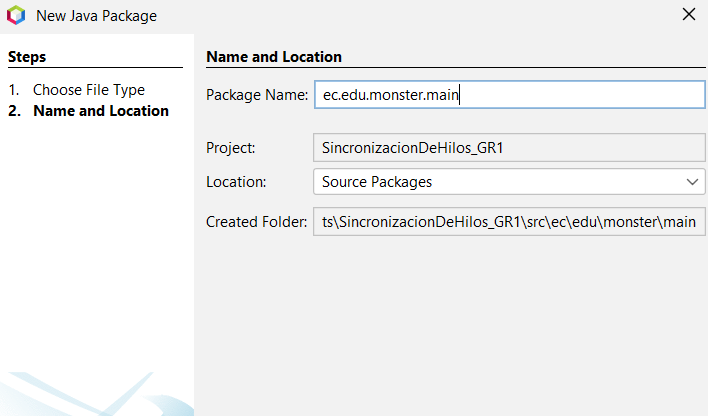 New Java Package
Steps
1. Choose File Type
2. Name and Location
Name and Location
Package Name: ec.edu.monster.main
Project: SincronizacionDeHilos_GR1
Location: Source Packages
Created Folder: ts\SincronizacionDeHilos_GR1\src\ec\edu\monster\main